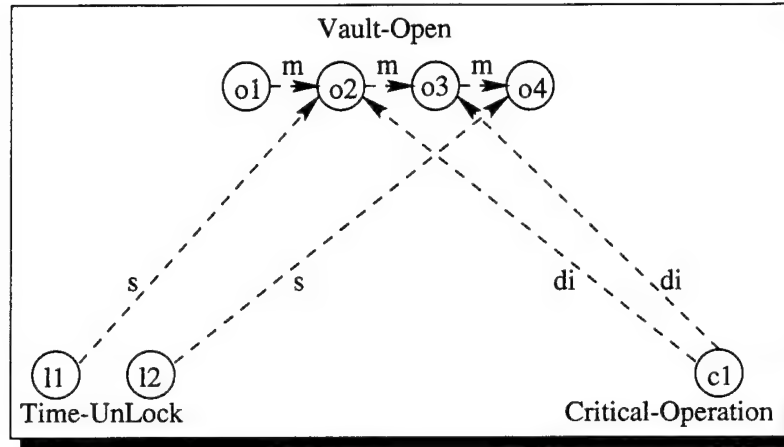 Vault-Open
m m m
o1 o2 o3 o4
s s di di
l1 l2 c1
Time-UnLock Critical-Operation